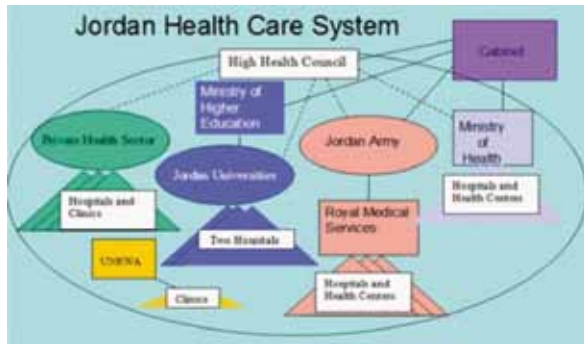 Jordan Health Care System
Cabinet
High Health Council
Ministry of
Higher
Education
Private Health Sector
Jordan Army
Ministry
of
Health
Jordan Universities
Hospitals and
Clinics
Hospitals and
Health Centers
Royal Medical
Services
Two Hospitals
UNRWA
Clinics
Hospitals and
Health Centers